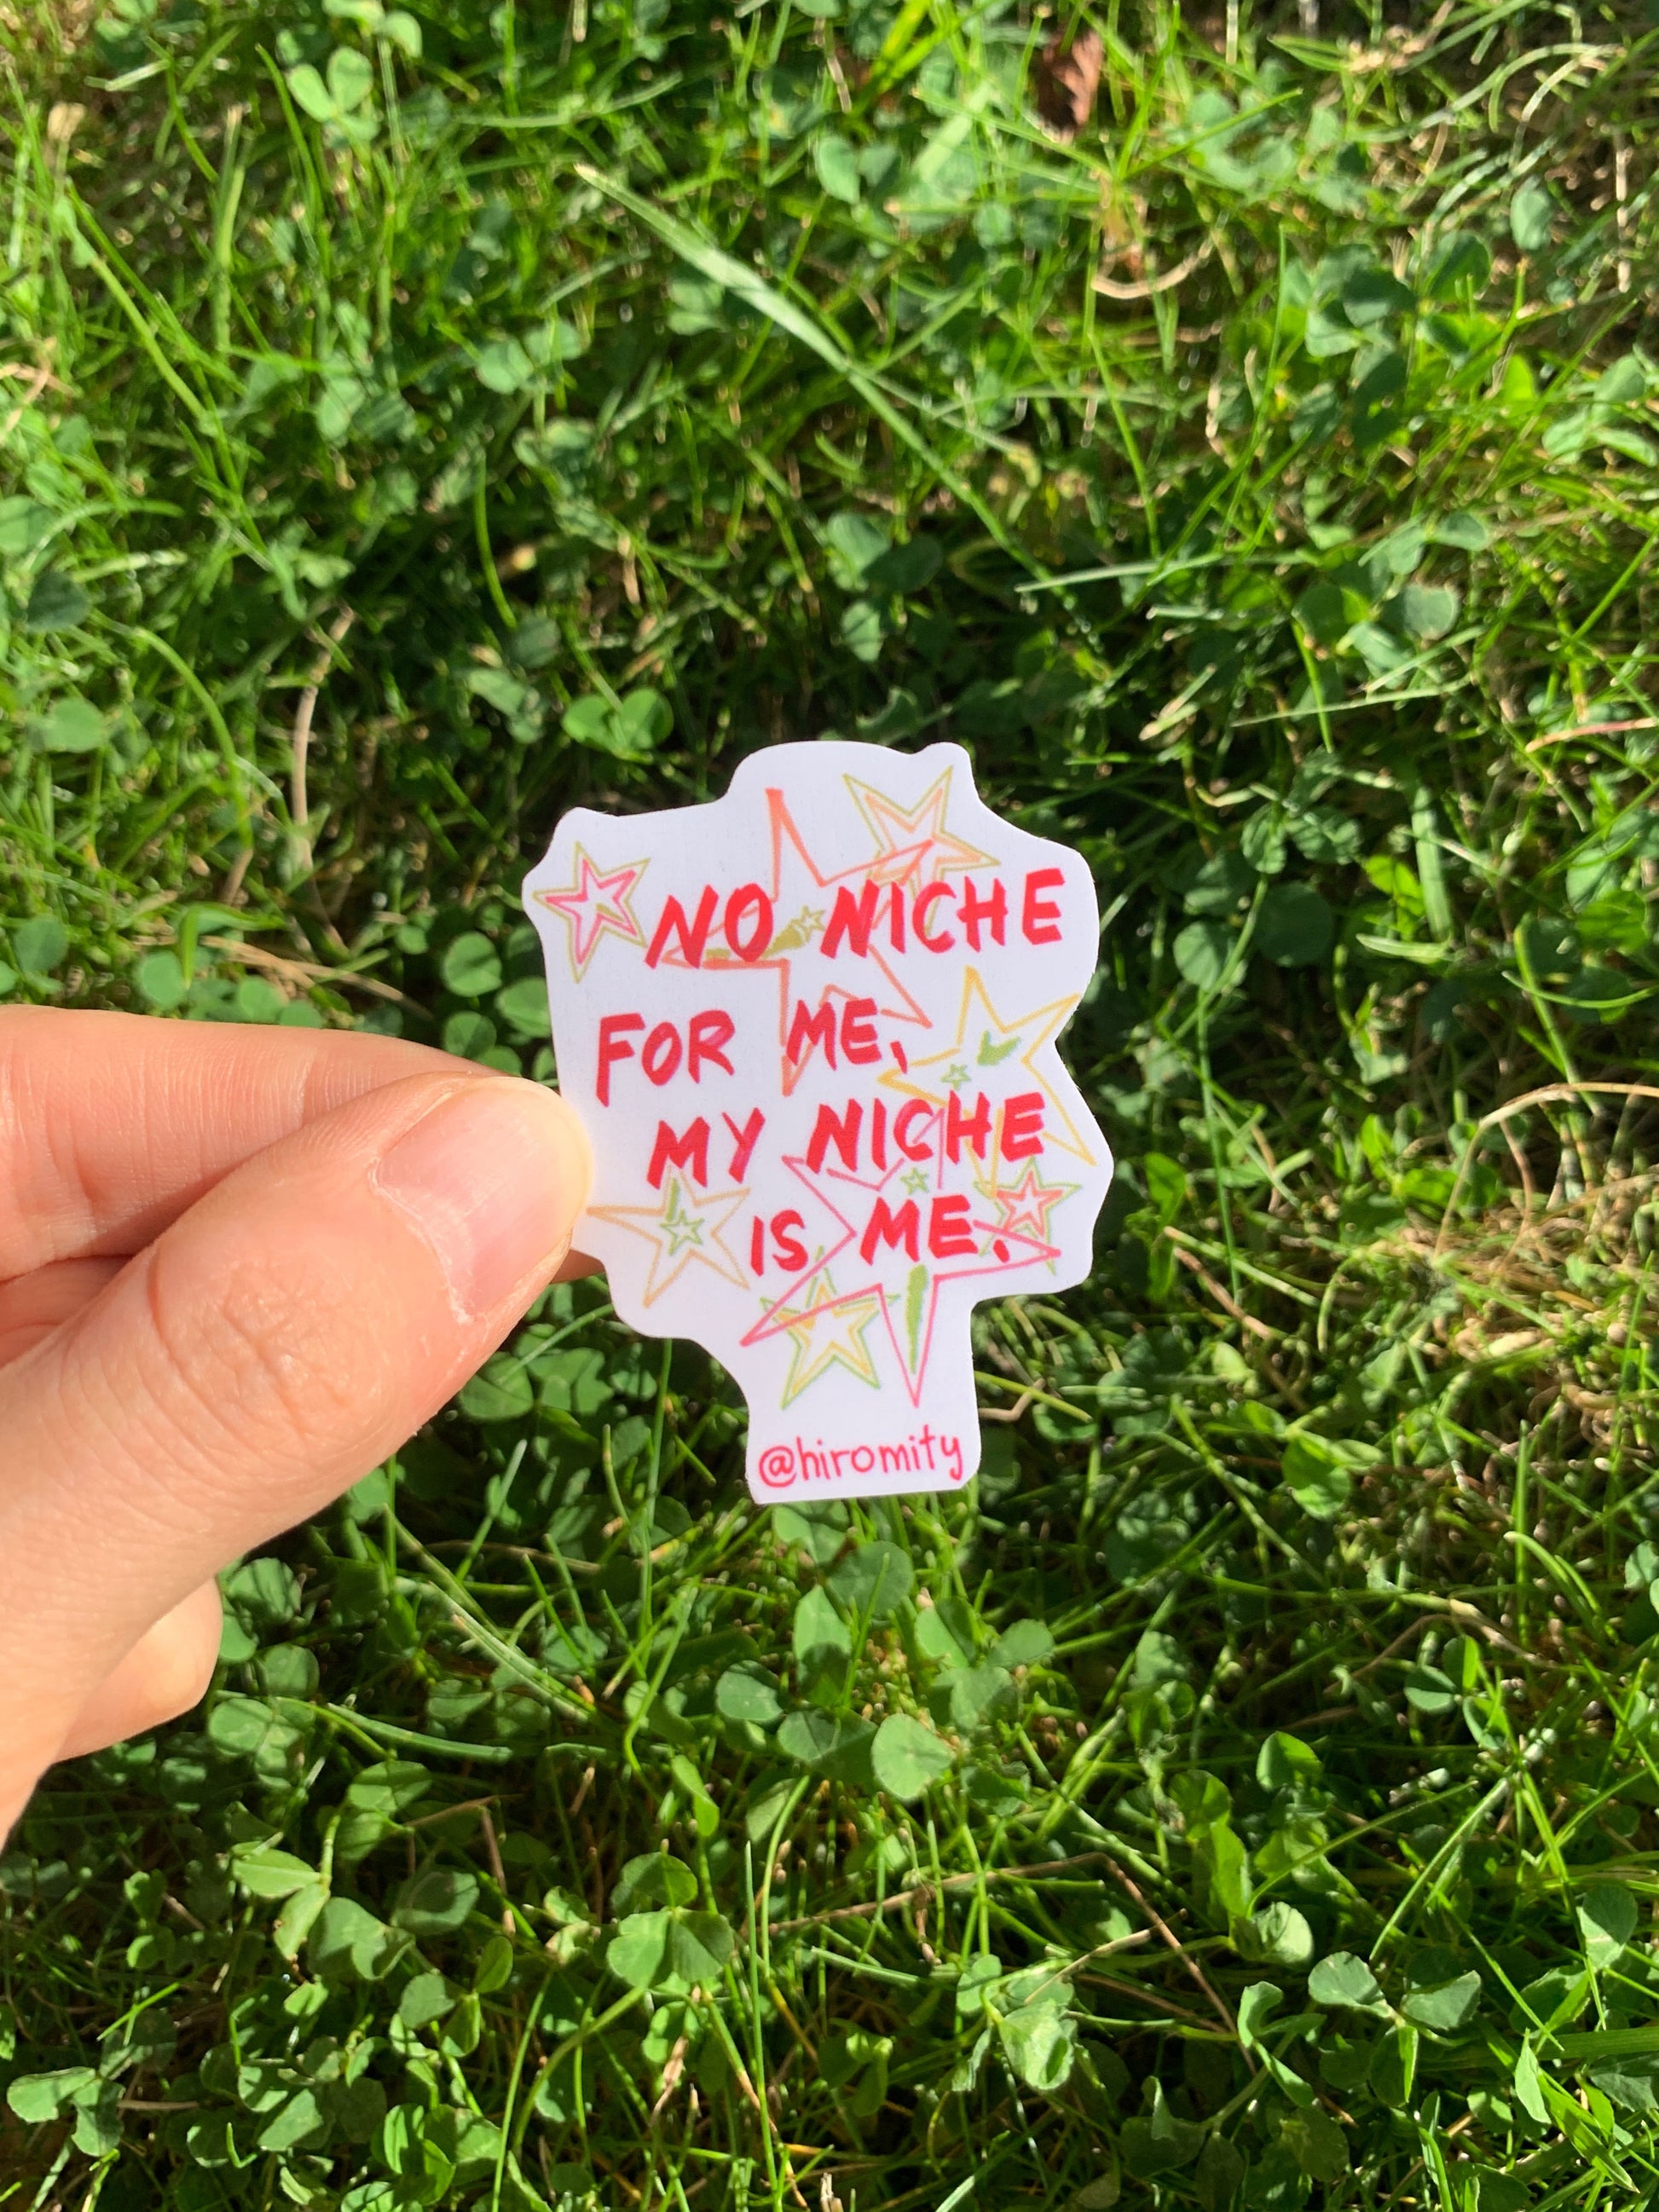 NO NICHE
FOR ME,
MY NICHE
IS ME.
@hiromity